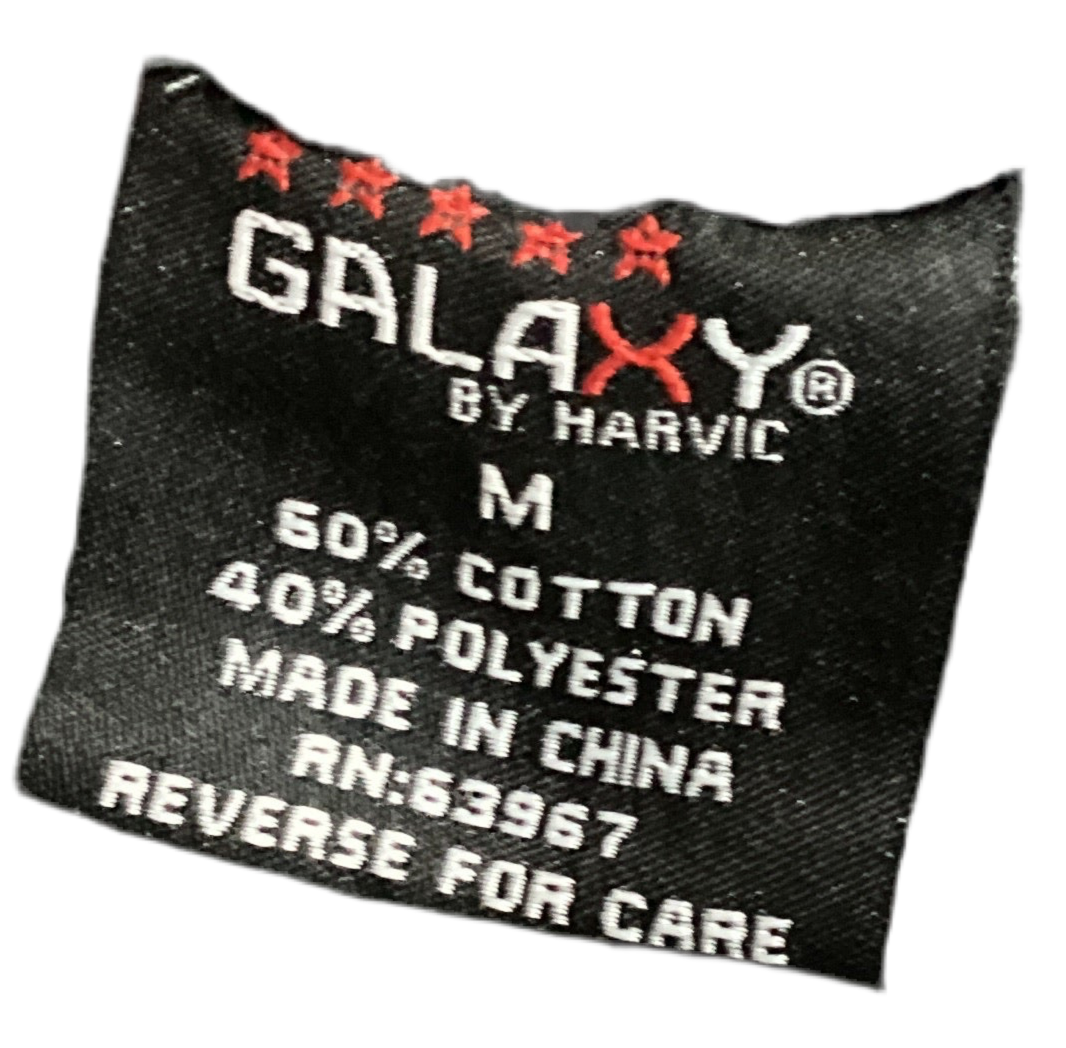 GALAXY®
BY HARVIC
M
60% COTTON
40% POLYESTER
MADE IN CHINA
RN:63967
REVERSE FOR CARE